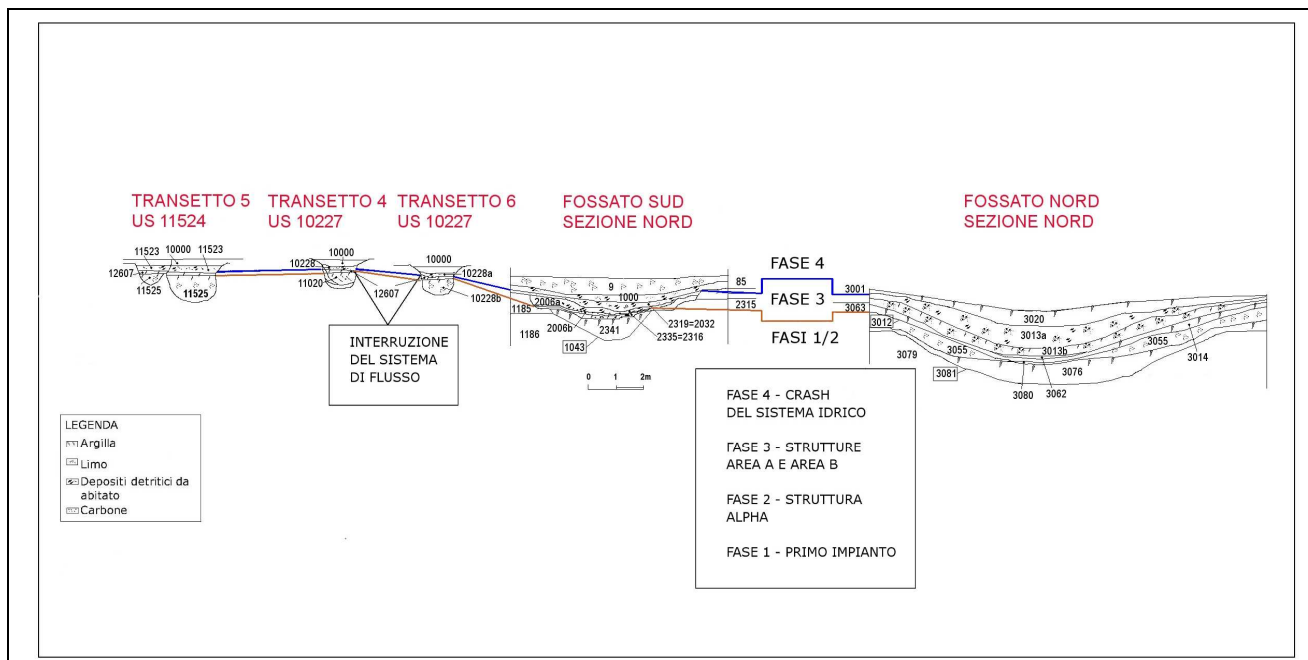 TRANSETTO 5
US 11524
TRANSETTO 4
US 10227
TRANSETTO 6
US 10227
FOSSATO SUD
SEZIONE NORD
FOSSATO NORD
SEZIONE NORD
11523 10000 11523
12607
11525
11525
10000
10228
11020
12607
10000
10228a
10228b
INTERRUZIONE
DEL SISTEMA
DI FLUSSO
9
1000
2006a
1185
1186
2006b
2341
1043
2319=2032
2335=2316
0 1 2m
85
2315
FASE 4
FASE 3
FASI 1/2
3001
3063
3012
3020
3013a
3013b
3055
3055
3014
3079
3076
3081
3080
3062
LEGENDA
Argilla
Limo
Depositi detritici da
abitato
Carbone
FASE 4 - CRASH
DEL SISTEMA IDRICO
FASE 3 - STRUTTURE
AREA A E AREA B
FASE 2 - STRUTTURA
ALPHA
FASE 1 - PRIMO IMPIANTO